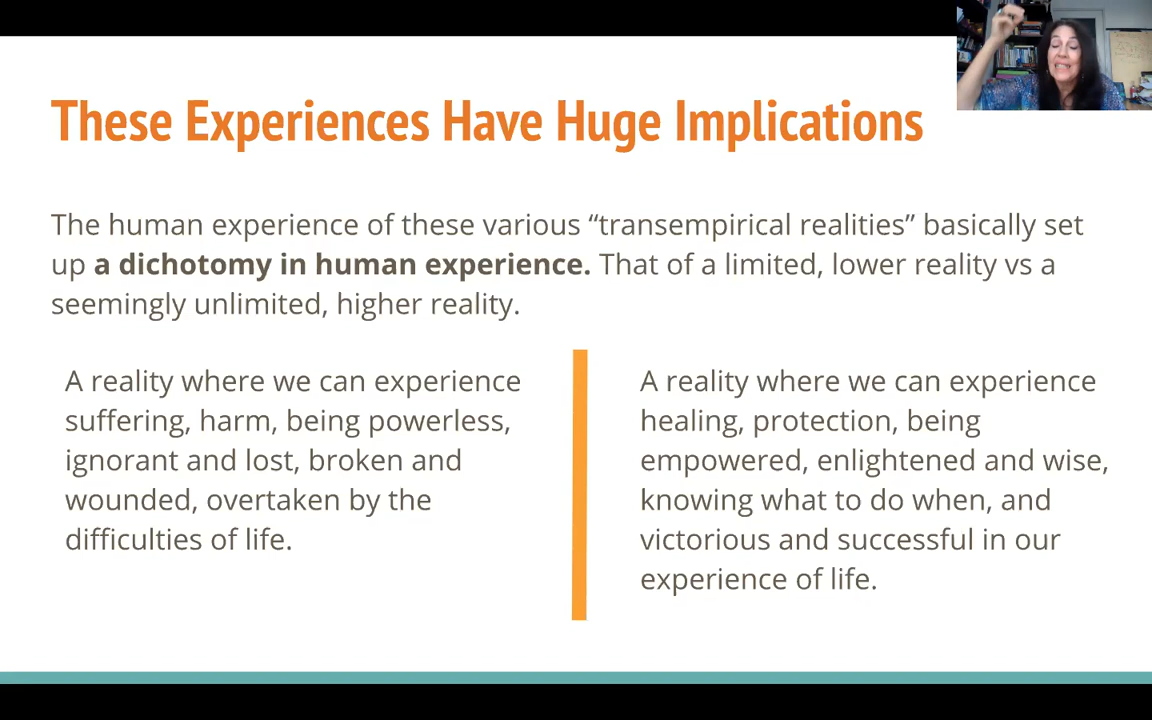 These Experiences Have Huge Implications
The human experience of these various “transempirical realities” basically set
up a dichotomy in human experience. That of a limited, lower reality vs a
seemingly unlimited, higher reality.
A reality where we can experience
suffering, harm, being powerless,
ignorant and lost, broken and
wounded, overtaken by the
difficulties of life.
A reality where we can experience
healing, protection, being
empowered, enlightened and wise,
knowing what to do when, and
victorious and successful in our
experience of life.